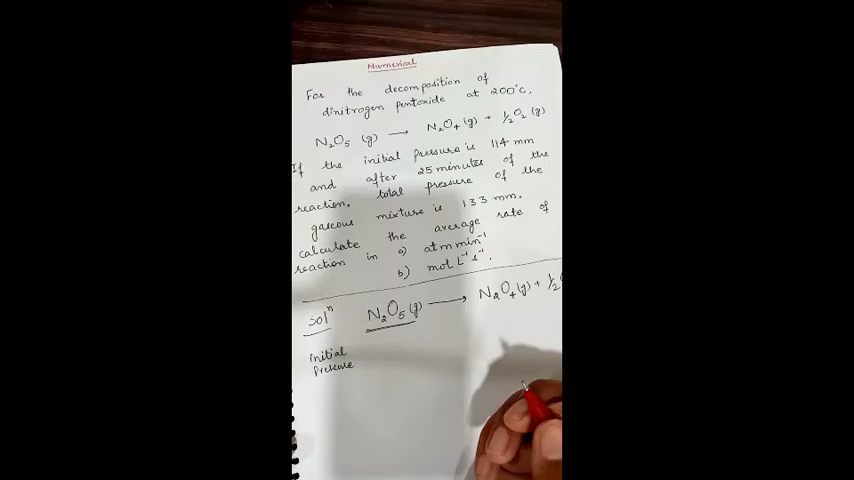 Numerical
For the decomposition of
dinitrogen pentoxide at 200°C.
N₂O₅ (g) → N₂O₄ (g) + ½O₂ (g)
If the initial pressure is 114 mm
and after 25 minutes of the
reaction. total pressure of the
gaseous mixture is 133 mm.
calculate the average rate of
reaction in a) atm min⁻¹
b) mol L⁻¹ s⁻¹.
Solⁿ N₂O₅(g) → N₂O₄(g) + ½O
Initial
Pressure